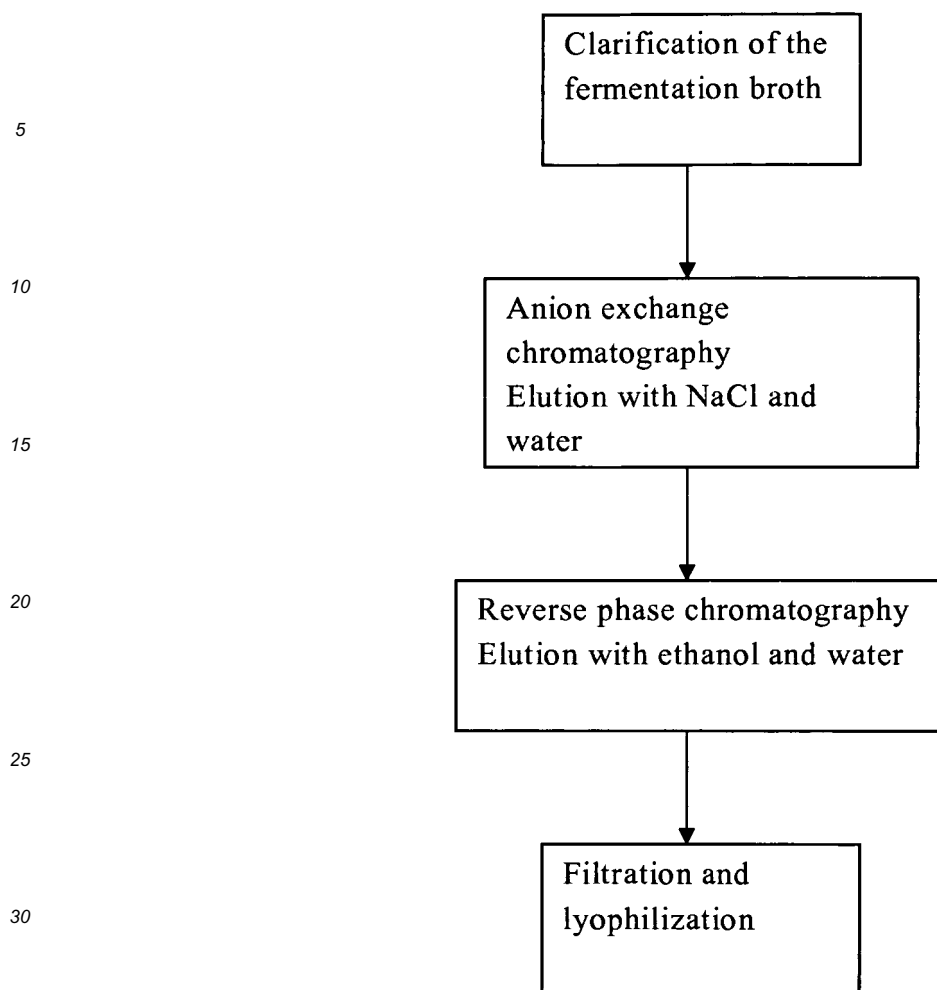 Clarification of the
fermentation broth
5
10
Anion exchange
chromatography
Elution with NaCl and
15
water
20
Reverse phase chromatography
Elution with ethanol and water
25
Filtration and
30
lyophilization